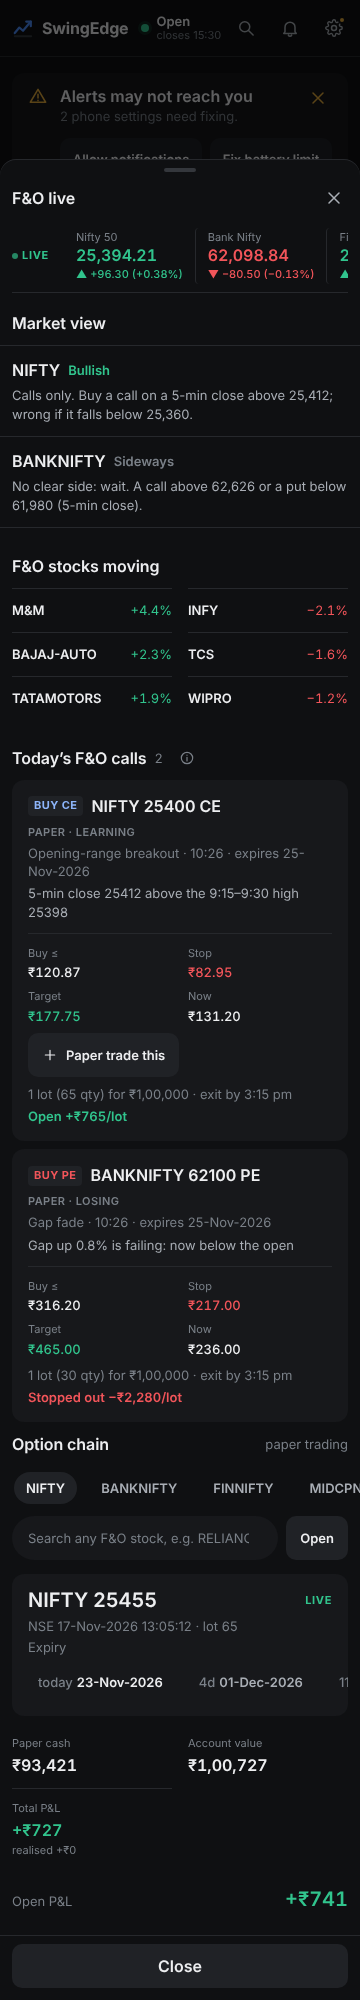 SwingEdge
Open
closes 15:30
Alerts may not reach you
2 phone settings need fixing.
Allow notifications
Fix battery limit
F&O live
LIVE
Nifty 50
25,394.21
▲ +96.30 (+0.38%)
Bank Nifty
62,098.84
▼ −80.50 (−0.13%)
Market view
NIFTY Bullish
Calls only. Buy a call on a 5-min close above 25,412;
wrong if it falls below 25,360.
BANKNIFTY Sideways
No clear side: wait. A call above 62,626 or a put below
61,980 (5-min close).
F&O stocks moving
M&M +4.4%
INFY −2.1%
BAJAJ-AUTO +2.3%
TCS −1.6%
TATAMOTORS +1.9%
WIPRO −1.2%
Today's F&O calls 2
BUY CE NIFTY 25400 CE
PAPER · LEARNING
Opening-range breakout · 10:26 · expires 25-
Nov-2026
5-min close 25412 above the 9:15–9:30 high
25398
Buy ≤
₹120.87
Stop
₹82.95
Target
₹177.75
Now
₹131.20
+ Paper trade this
1 lot (65 qty) for ₹1,00,000 · exit by 3:15 pm
Open +₹765/lot
BUY PE BANKNIFTY 62100 PE
PAPER · LOSING
Gap fade · 10:26 · expires 25-Nov-2026
Gap up 0.8% is failing: now below the open
Buy ≤
₹316.20
Stop
₹217.00
Target
₹465.00
Now
₹236.00
1 lot (30 qty) for ₹1,00,000 · exit by 3:15 pm
Stopped out −₹2,280/lot
Option chain
paper trading
NIFTY
BANKNIFTY
FINNIFTY
MIDCPN
Search any F&O stock, e.g. RELIANC
Open
NIFTY 25455
LIVE
NSE 17-Nov-2026 13:05:12 · lot 65
Expiry
today 23-Nov-2026
4d 01-Dec-2026
11
Paper cash
₹93,421
Account value
₹1,00,727
Total P&L
+₹727
realised +₹0
Open P&L
+₹741
Close